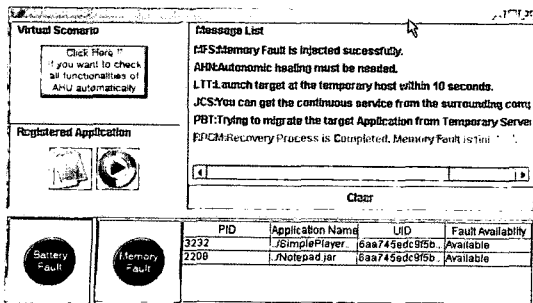 Virtual Scenario
Click Here !!
if you want to check
all functionalities of
AHU automatically
Registered Application
Message List
MFS:Memory Fault is injected sucessfully.
AHN:Autonomic healing must be needed.
LTT:Launch target at the temporary host within 10 seconds.
JCS:You can get the continuous service from the surrounding
PBT:Trying to migrate the target Application from Temporary Server
Recovery Process is Completed. Memory Fault is
Clear
Battery
Fault
Memory
Fault
PID Application Name UID Fault Availability
3232 ./SimplePlayer. 6aa745edc9f5b.. Available
2208 ./Notepad.jar 6aa745edc9f5b.. Available